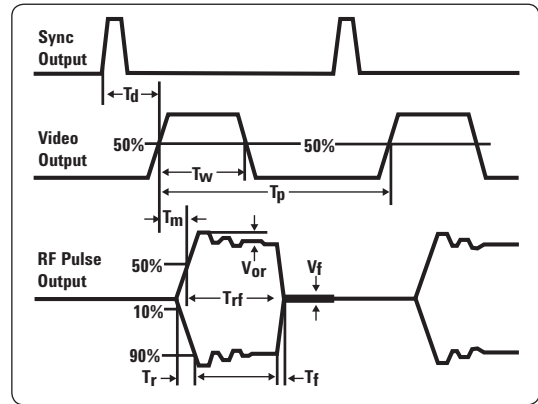 Sync
Output
Td
Video
Output
50%
50%
Tw
Tp
Tm
RF Pulse
Output
50%
Vor
Vf
Trf
10%
90%
Tr
Tf